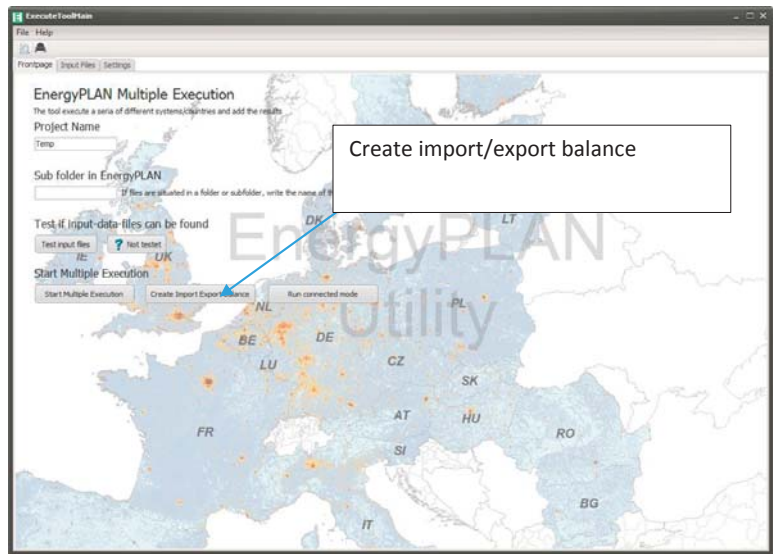 ExecuteToolMain
File Help
Frontpage Input Files Settings
EnergyPLAN Multiple Execution
The tool execute a seria of different systems/countries and add the results
Project Name
Temp
Create import/export balance
Sub folder in EnergyPLAN
If files are situated in a folder or subfolder, write the name of th
DK
LT
Test if input-data-files can be found
EnergyPLAN
Utility
Test input files ? Not testet
IE
UK
Start Multiple Execution
Start Multiple Execution Create Import Export Balance Run connected mode
NL
PL
BE
DE
LU
CZ
SK
AT
HU
FR
RO
SI
BG
IT